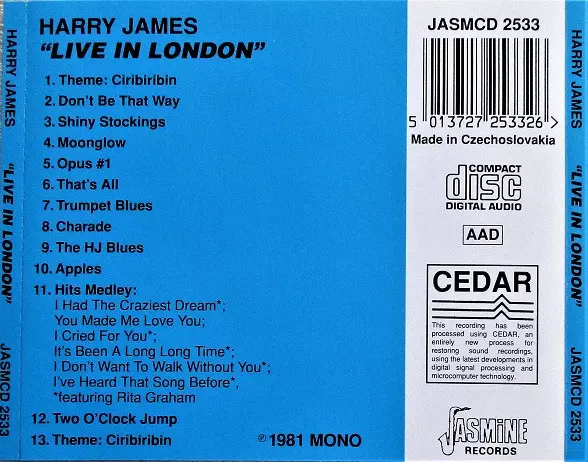 HARRY JAMES
"LIVE IN LONDON"
1. Theme: Ciribiribin
2. Don't Be That Way
3. Shiny Stockings
4. Moonglow
5. Opus #1
6. That's All
7. Trumpet Blues
8. Charade
9. The HJ Blues
10. Apples
11. Hits Medley:
I Had The Craziest Dream*;
You Made Me Love You;
I Cried For You*;
It's Been A Long Long Time*;
I Don't Want To Walk Without You*;
I've Heard That Song Before*,
*featuring Rita Graham
12. Two O'Clock Jump
13. Theme: Ciribiribin
℗ 1981 MONO
JASMCD 2533
5 013727 253326 >
Made in Czechoslovakia
COMPACT
disc
DIGITAL AUDIO
AAD
CEDAR
This recording has been
processed using CEDAR, an
entirely new process for
restoring sound recordings,
using the latest developments in
digital signal processing and
microcomputer technology.
JASMINE
RECORDS
HARRY JAMES "LIVE IN LONDON" JASMCD 2533
HARRY JAMES "LIVE IN LONDON" JASMCD 2533